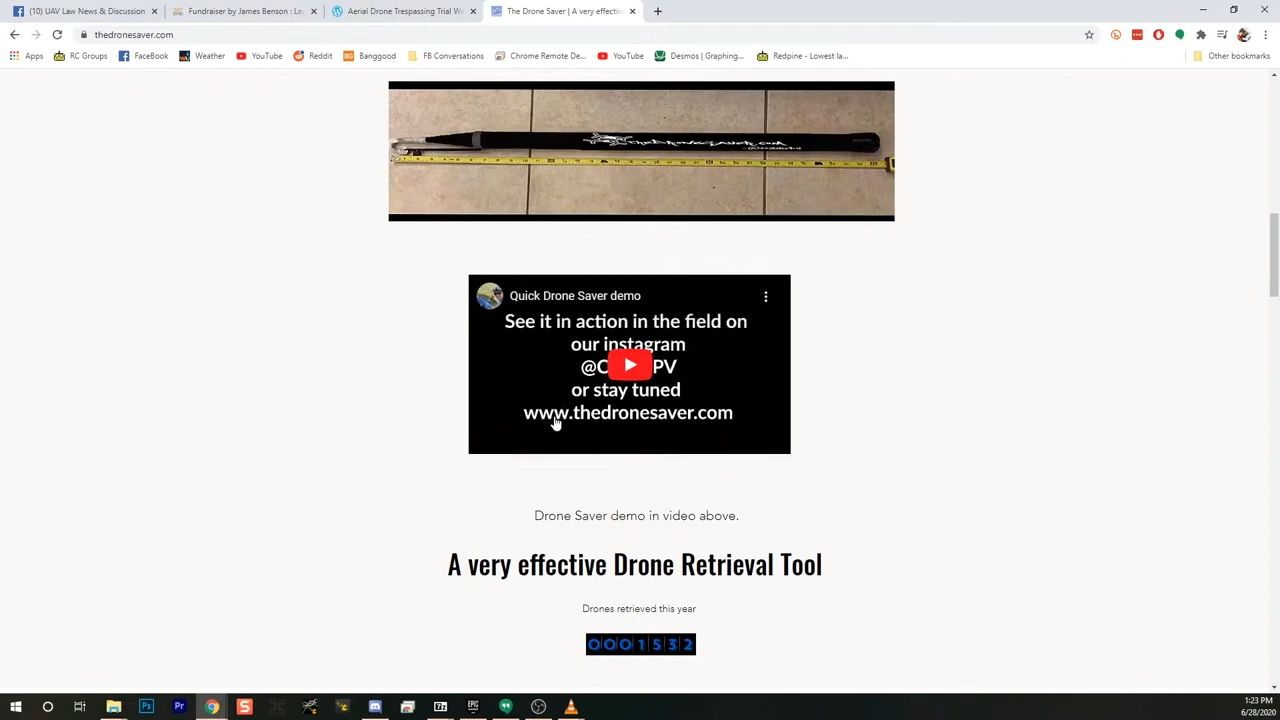 (10) UAV Law News & Discussion
Fundraiser by James Benson : Le
Aerial Drone Trespassing Trial W
The Drone Saver | A very effectiv
thedronesaver.com
Apps
RC Groups
FaceBook
Weather
YouTube
Reddit
Banggood
FB Conversations
Chrome Remote De...
YouTube
Desmos | Graphing...
Redpine - Lowest la...
Other bookmarks
Quick Drone Saver demo
See it in action in the field on
our instagram
PV
or stay tuned
www.thedronesaver.com
Drone Saver demo in video above.
A very effective Drone Retrieval Tool
Drones retrieved this year
0001532
1:23 PM
6/28/2020